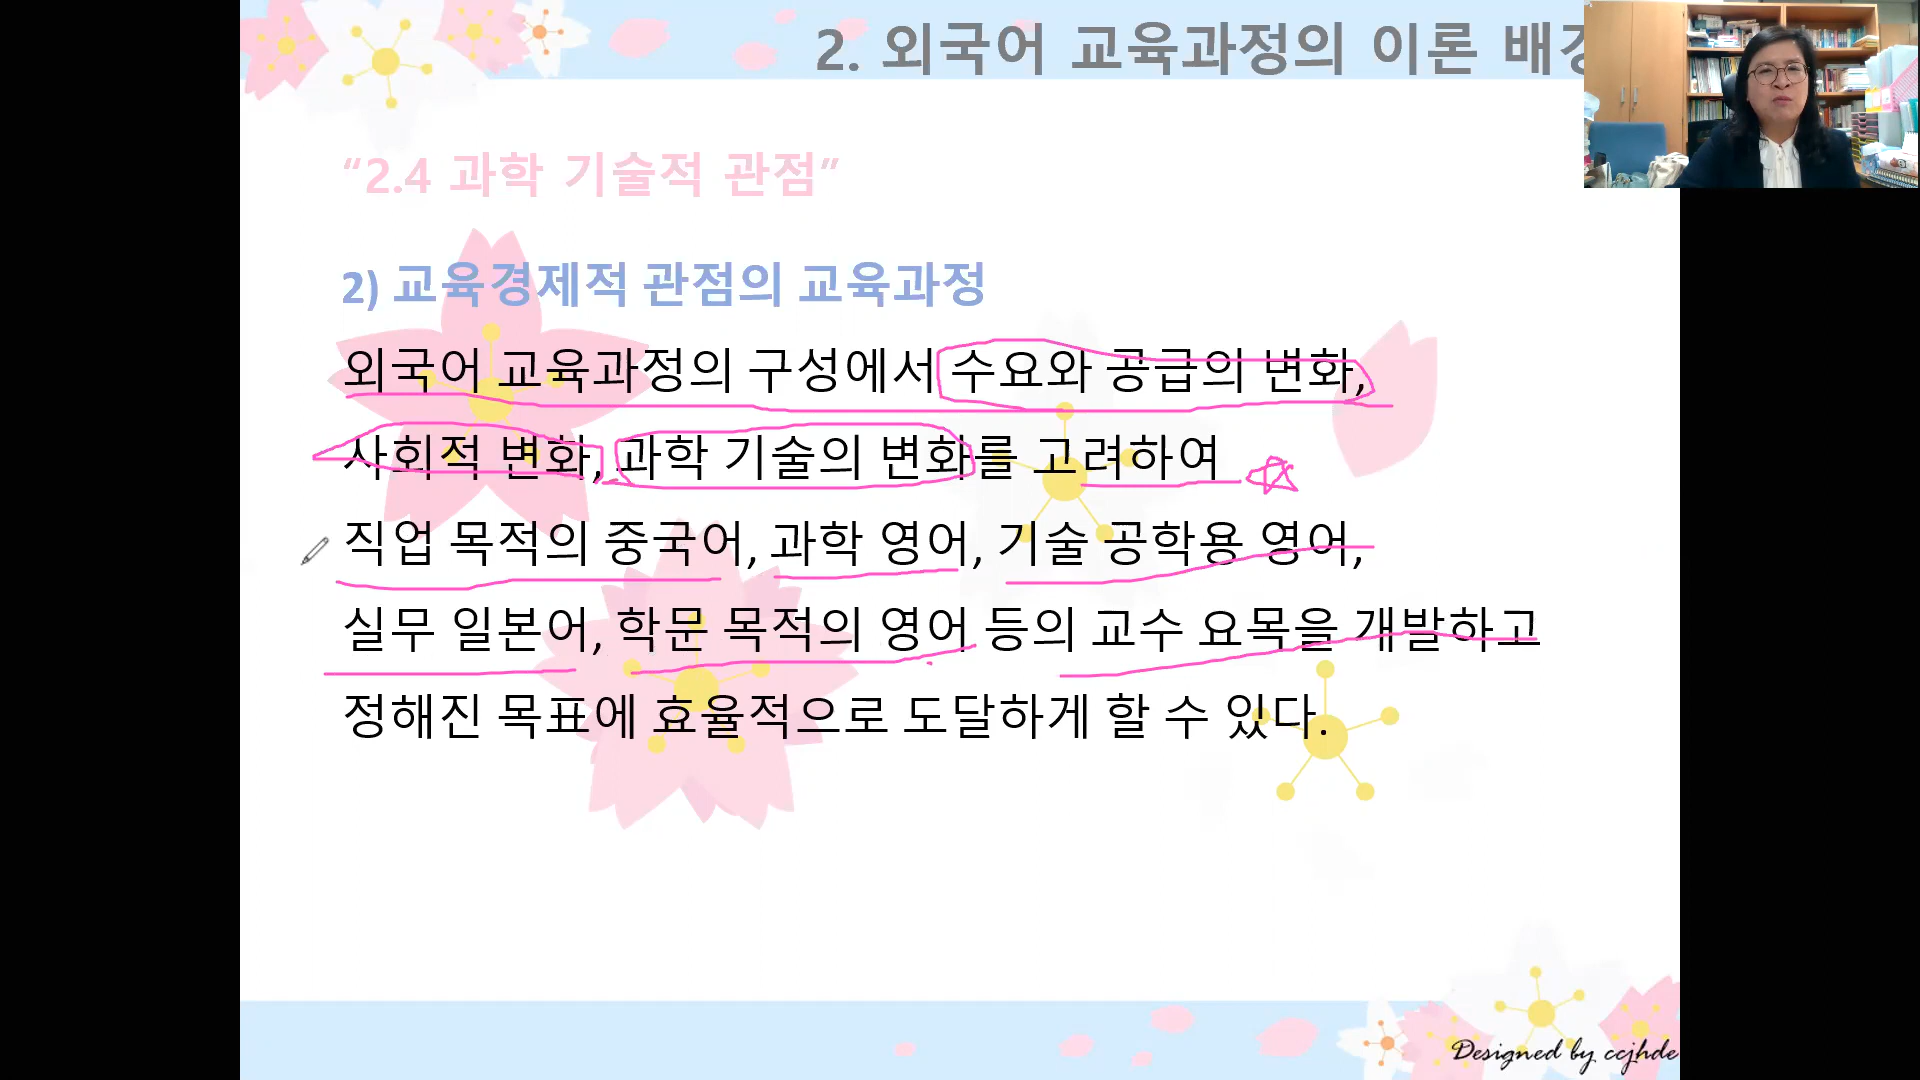 2. 외국어 교육과정의 이론
“2.4 과학 기술적 관점”
2) 교육경제적 관점의 교육과정
외국어 교육과정의 구성에서 수요와 공급의 변화,
사회적 변화, 과학 기술의 변화를 고려하여
직업 목적의 중국어, 과학 영어, 기술 공학용 영어,
실무 일본어, 학문 목적의 영어 등의 교수 요목을 개발하고
정해진 목표에 효율적으로 도달하게 할 수 있다.
Designed by ccjhde